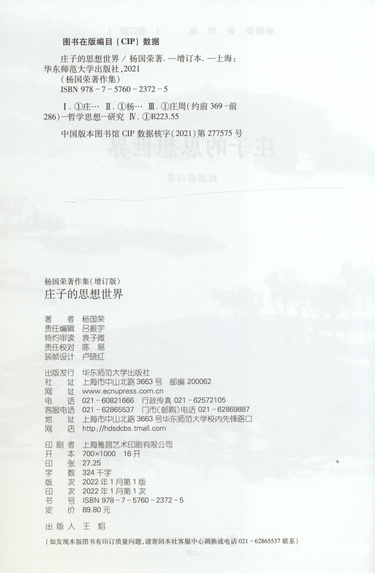 图书在版编目（CIP）数据
庄子的思想世界 / 杨国荣著. —增订本. —上海：
华东师范大学出版社，2021
（杨国荣著作集）
ISBN 978-7-5760-2372-5
Ⅰ.①庄… Ⅱ.①杨… Ⅲ.①庄周（约前369-前
286）—哲学思想—研究 Ⅳ.①B223.55
中国版本图书馆CIP数据核字（2021）第277575号
杨国荣著作集（增订版）
庄子的思想世界
著 者 杨国荣
责任编辑 吕振宇
特约审读 袁子微
责任校对 陈 易
装帧设计 卢晓红
出版发行 华东师范大学出版社
社 址 上海市中山北路3663号 邮编 200062
网 址 www.ecnupress.com.cn
电 话 021-60821666 行政传真 021-62572105
客服电话 021-62865537 门市（邮购）电话 021-62869887
地 址 上海市中山北路3663号华东师范大学校内先锋路口
网 店 http://hdsdcbs.tmall.com
印 刷 者 上海雅昌艺术印刷有限公司
开 本 700×1000 16开
印 张 27.25
字 数 324千字
版 次 2022年1月第1版
印 次 2022年1月第1次
书 号 ISBN 978-7-5760-2372-5
定 价 89.80元
出 版 人 王 焰
（如发现本版图书有印订质量问题，请寄回本社客服中心调换或电话021-62865537联系）